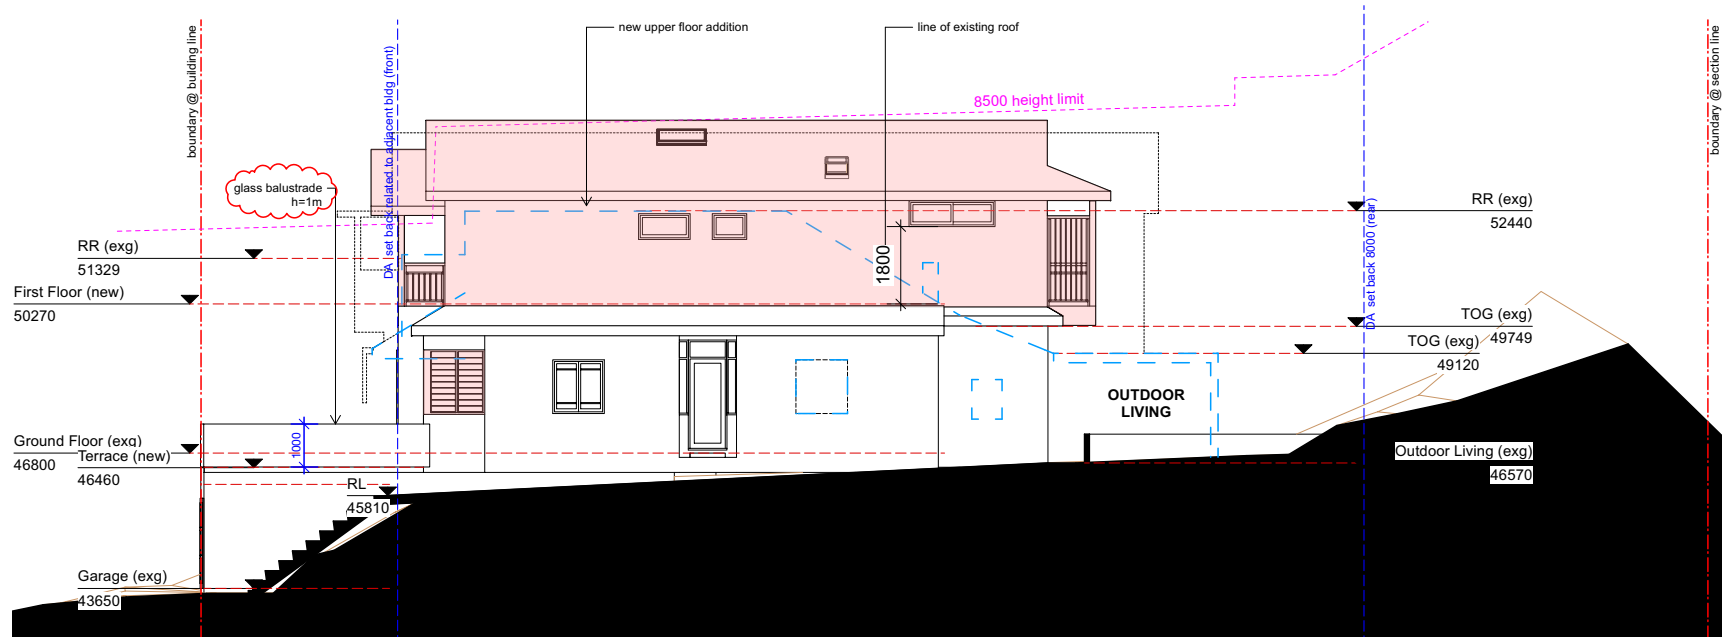 new upper floor addition
line of existing roof
boundary @ building line
DA set back related to adjacent bldg (front)
8500 height limit
boundary @ section line
glass balustrade
h=1m
RR (exg)
52440
DA set back 8000 (rear)
RR (exg)
51329
1800
First Floor (new)
50270
TOG (exg)
49749
TOG (exg)
49120
OUTDOOR
LIVING
1000
Ground Floor (exg)
46800
Terrace (new)
46460
Outdoor Living (exg)
46570
RL
45810
Garage (exg)
43650